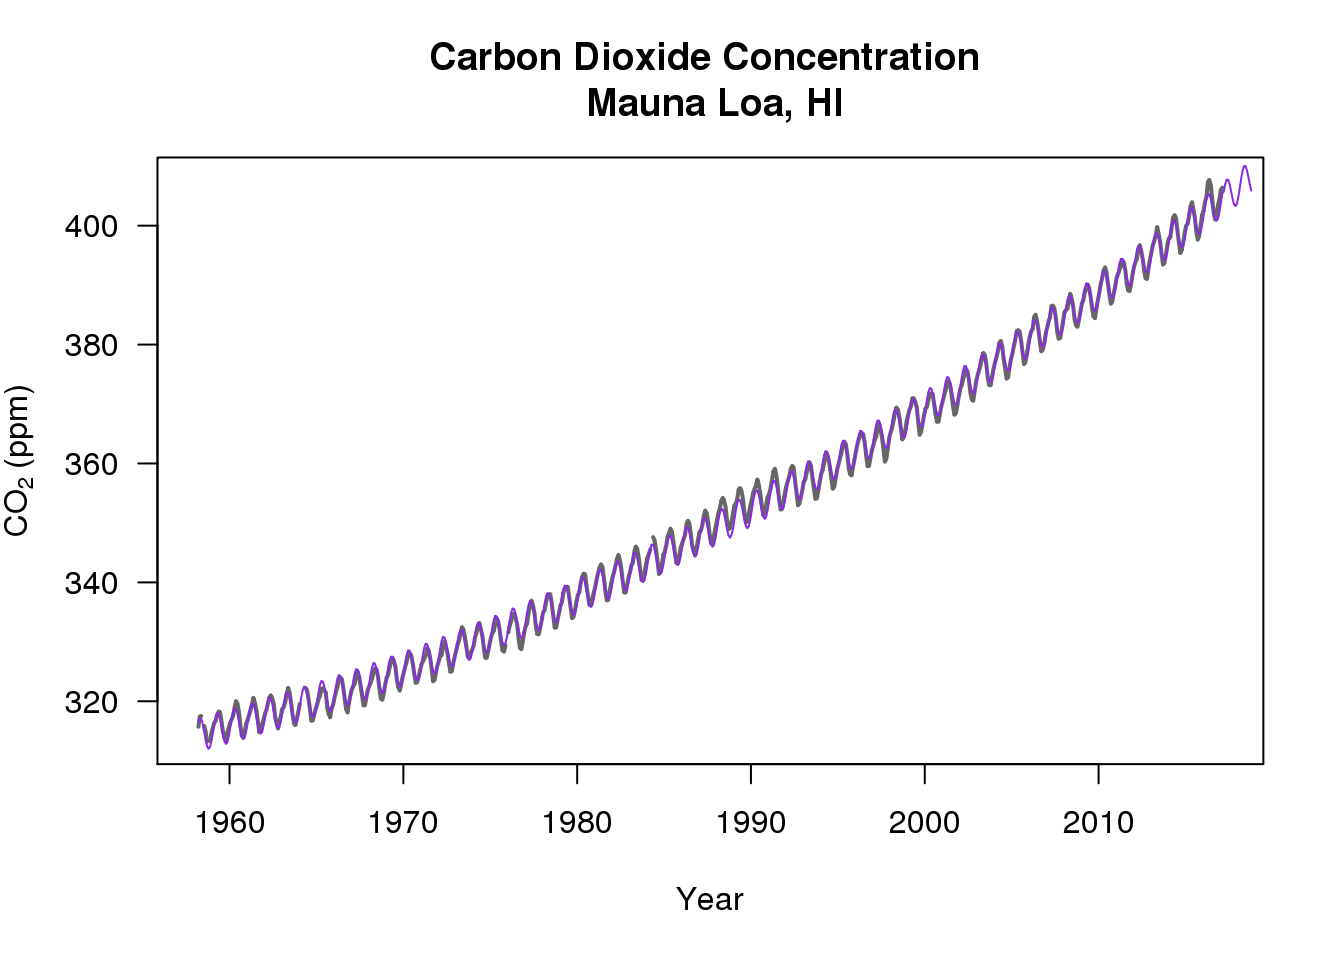 Carbon Dioxide Concentration
Mauna Loa, HI
400
380
360
340
320
CO₂ (ppm)
1960 1970 1980 1990 2000 2010
Year